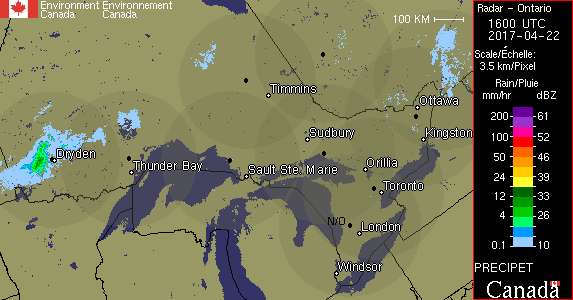 Environment Environnement
Canada Canada
100 KM
Radar - Ontario
1600 UTC
2017-04-22
Scale/Échelle:
3.5 km/Pixel
Rain/Pluie
mm/hr dBZ
200 61
100 52
50 46
24 39
12 33
4 26
0.1 10
PRECIPET
Canada
Timmins
Ottawa
Sudbury
Kingston
Dryden
Thunder Bay
Sault Ste. Marie
Orillia
Toronto
N/O
London
Windsor